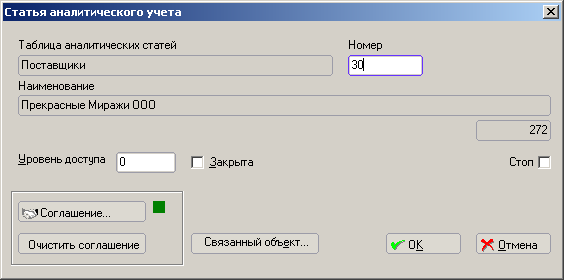 Статья аналитического учета
Таблица аналитических статей Номер
Поставщики 30
Наименование
Прекрасные Миражи ООО
272
Уровень доступа 0 Закрыта Стоп
Соглашение...
Очистить соглашение Связанный объект... OK Отмена